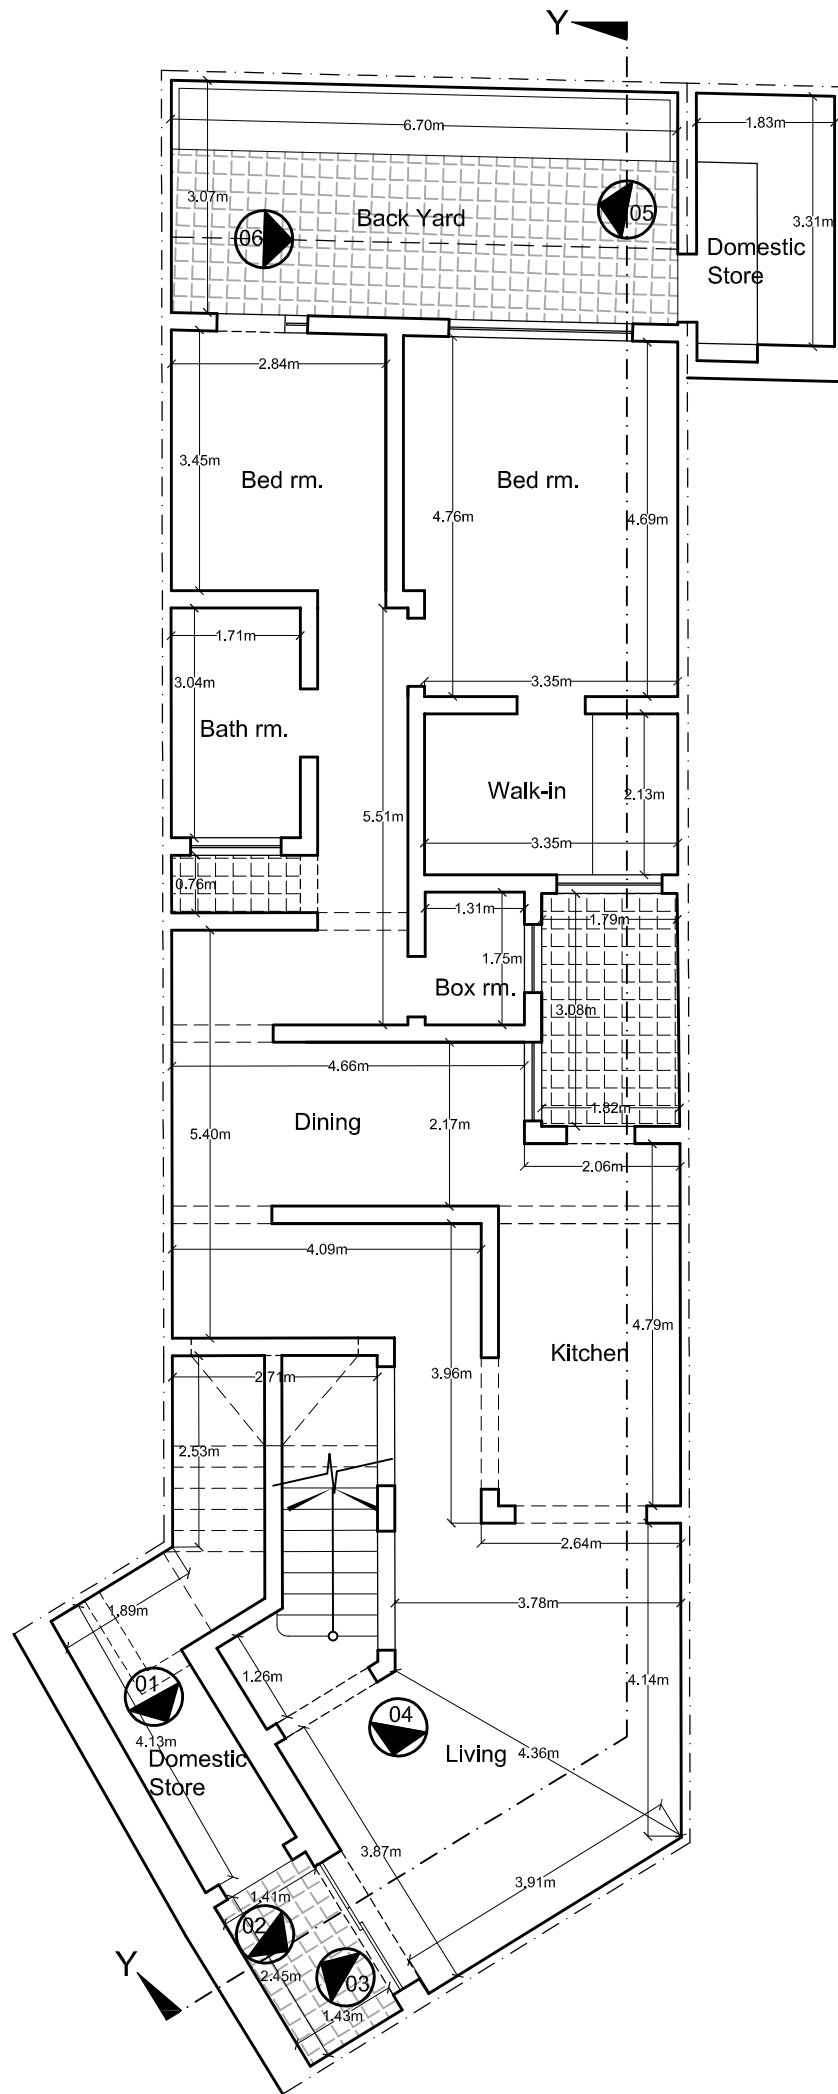 Y
6.70m
1.83m
3.07m
Back Yard
05
3.31m
06
Domestic
Store
2.84m
3.45m
Bed rm.
Bed rm.
4.76m
4.69m
1.71m
3.04m
3.35m
Bath rm.
Walk-in
2.13m
5.51m
3.35m
0.76m
1.31m
1.79m
1.75m
Box rm.
3.08m
4.66m
1.82m
Dining
2.17m
5.40m
2.06m
4.09m
4.79m
Kitchen
3.96m
2.71m
2.53m
2.64m
1.89m
3.78m
1.26m
4.14m
01
04
4.13m
Domestic
Store
Living
4.36m
3.87m
3.91m
1.41m
02
Y
2.45m
03
1.43m